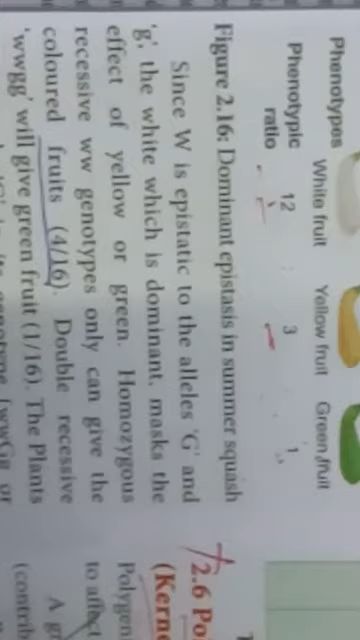 Phenotypes White fruit Yellow fruit Green fruit
Phenotypic 12 : 3 : 1
ratio
Figure 2.16: Dominant epistasis in summer squash
Since W is epistatic to the alleles 'G' and
'g', the white which is dominant, masks the
effect of yellow or green. Homozygous
recessive ww genotypes only can give the
coloured fruits (4/16). Double recessive
'wwgg' will give green fruit (1/16). The Plants
2.6 Po
(Kerne
Polygeni
to affect
A gr
(contrib